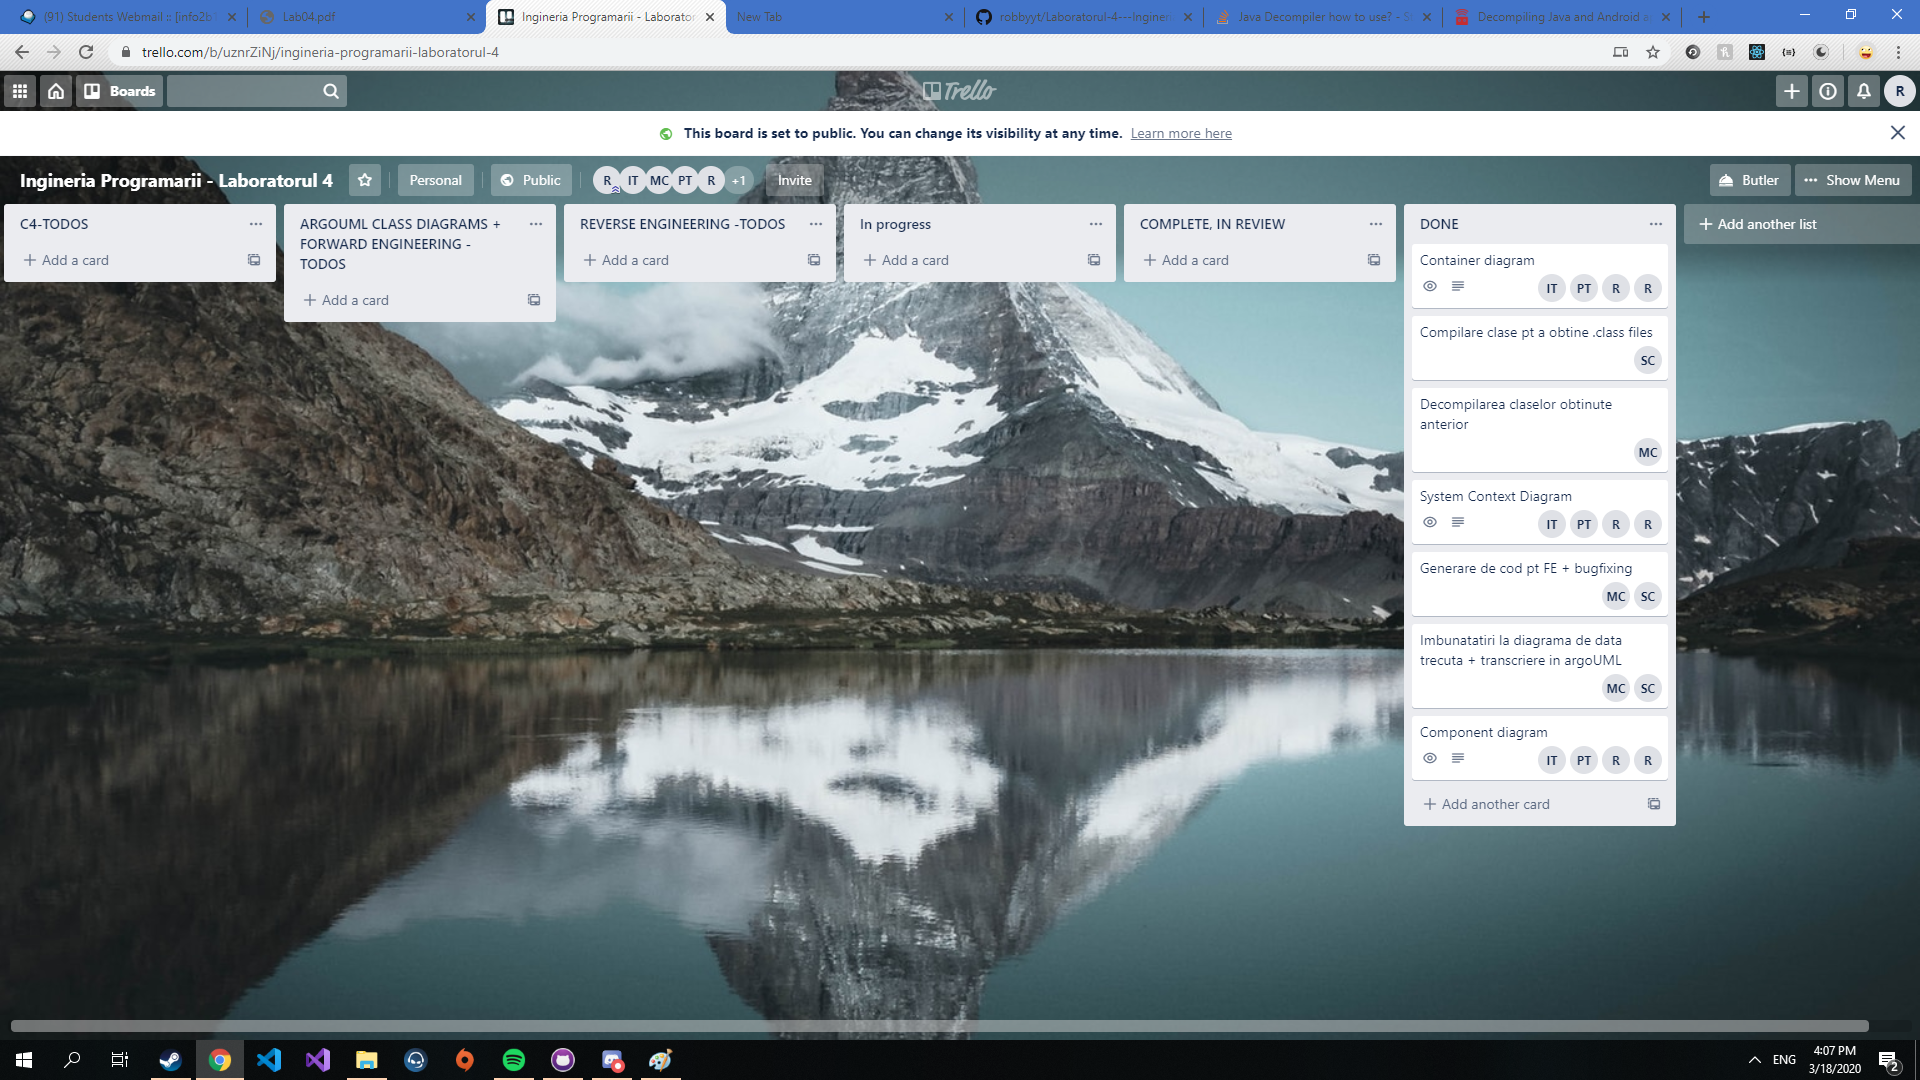 (91) Students Webmail :: [info2b
Lab04.pdf
Ingineria Programarii - Laborator
New Tab
robbyyt/Laboratorul-4---Ingineri
Java Decompiler how to use? - St
Decompiling Java and Android a
trello.com/b/uznrZiNj/ingineria-programarii-laboratorul-4
Boards
Trello
R
This board is set to public. You can change its visibility at any time. Learn more here
Ingineria Programarii - Laboratorul 4
Personal
Public
R IT MC PT R +1
Invite
Butler
Show Menu
C4-TODOS
Add a card
ARGOUML CLASS DIAGRAMS +
FORWARD ENGINEERING -
TODOS
Add a card
REVERSE ENGINEERING -TODOS
Add a card
In progress
Add a card
COMPLETE, IN REVIEW
Add a card
DONE
Container diagram
IT PT R R
Compilare clase pt a obtine .class files
SC
Decompilarea claselor obtinute
anterior
MC
System Context Diagram
IT PT R R
Generare de cod pt FE + bugfixing
MC SC
Imbunatatiri la diagrama de data
trecuta + transcriere in argoUML
MC SC
Component diagram
IT PT R R
Add another card
Add another list
ENG
4:07 PM
3/18/2020
2